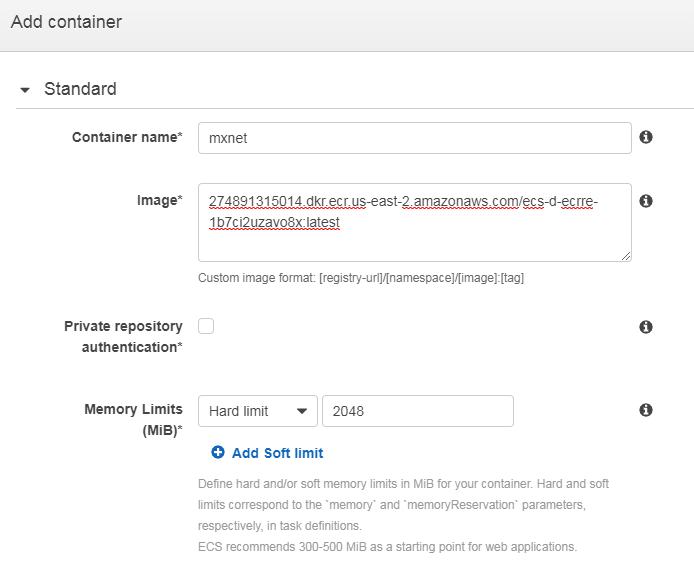 Add container
Standard
Container name*
mxnet
Image*
274891315014.dkr.ecr.us-east-2.amazonaws.com/ecs-d-ecrre-
1b7ci2uzavo8x:latest
Custom image format: [registry-url]/[namespace]/[image]:[tag]
Private repository
authentication*
Memory Limits
(MiB)*
Hard limit
2048
Add Soft limit
Define hard and/or soft memory limits in MiB for your container. Hard and soft
limits correspond to the `memory` and `memoryReservation` parameters,
respectively, in task definitions.
ECS recommends 300-500 MiB as a starting point for web applications.